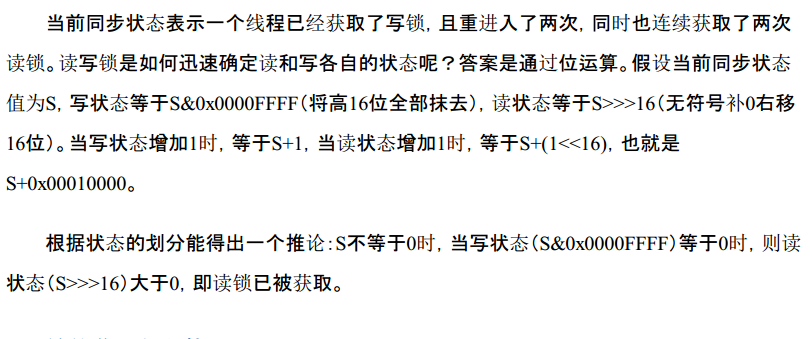 当前同步状态表示一个线程已经获取了写锁，且重进入了两次，同时也连续获取了两次
读锁。读写锁是如何迅速确定读和写各自的状态呢？答案是通过位运算。假设当前同步状态
值为S，写状态等于S&0x0000FFFF（将高16位全部抹去），读状态等于S>>>16（无符号补0右移
16位）。当写状态增加1时，等于S+1，当读状态增加1时，等于S+(1<<16)，也就是
S+0x00010000。
根据状态的划分能得出一个推论：S不等于0时，当写状态（S&0x0000FFFF）等于0时，则读
状态（S>>>16）大于0，即读锁已被获取。